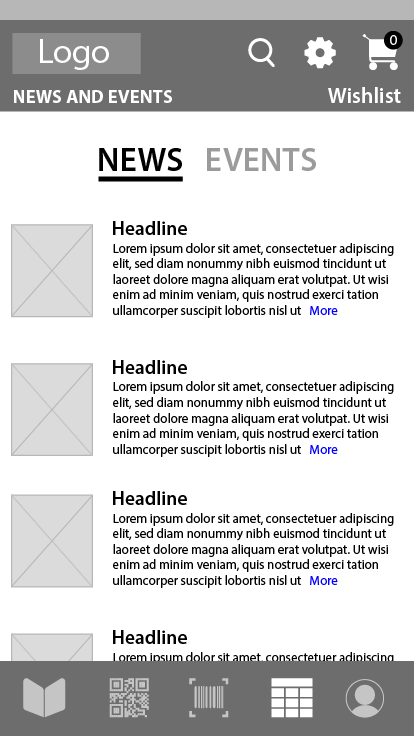 Logo
0
NEWS AND EVENTS
Wishlist
NEWS EVENTS
Headline
Lorem ipsum dolor sit amet, consectetuer adipiscing
elit, sed diam nonummy nibh euismod tincidunt ut
laoreet dolore magna aliquam erat volutpat. Ut wisi
enim ad minim veniam, quis nostrud exerci tation
ullamcorper suscipit lobortis nisl ut More
Headline
Lorem ipsum dolor sit amet, consectetuer adipiscing
elit, sed diam nonummy nibh euismod tincidunt ut
laoreet dolore magna aliquam erat volutpat. Ut wisi
enim ad minim veniam, quis nostrud exerci tation
ullamcorper suscipit lobortis nisl ut More
Headline
Lorem ipsum dolor sit amet, consectetuer adipiscing
elit, sed diam nonummy nibh euismod tincidunt ut
laoreet dolore magna aliquam erat volutpat. Ut wisi
enim ad minim veniam, quis nostrud exerci tation
ullamcorper suscipit lobortis nisl ut More
Headline
Lorem ipsum dolor sit amet, consectetuer adipiscing